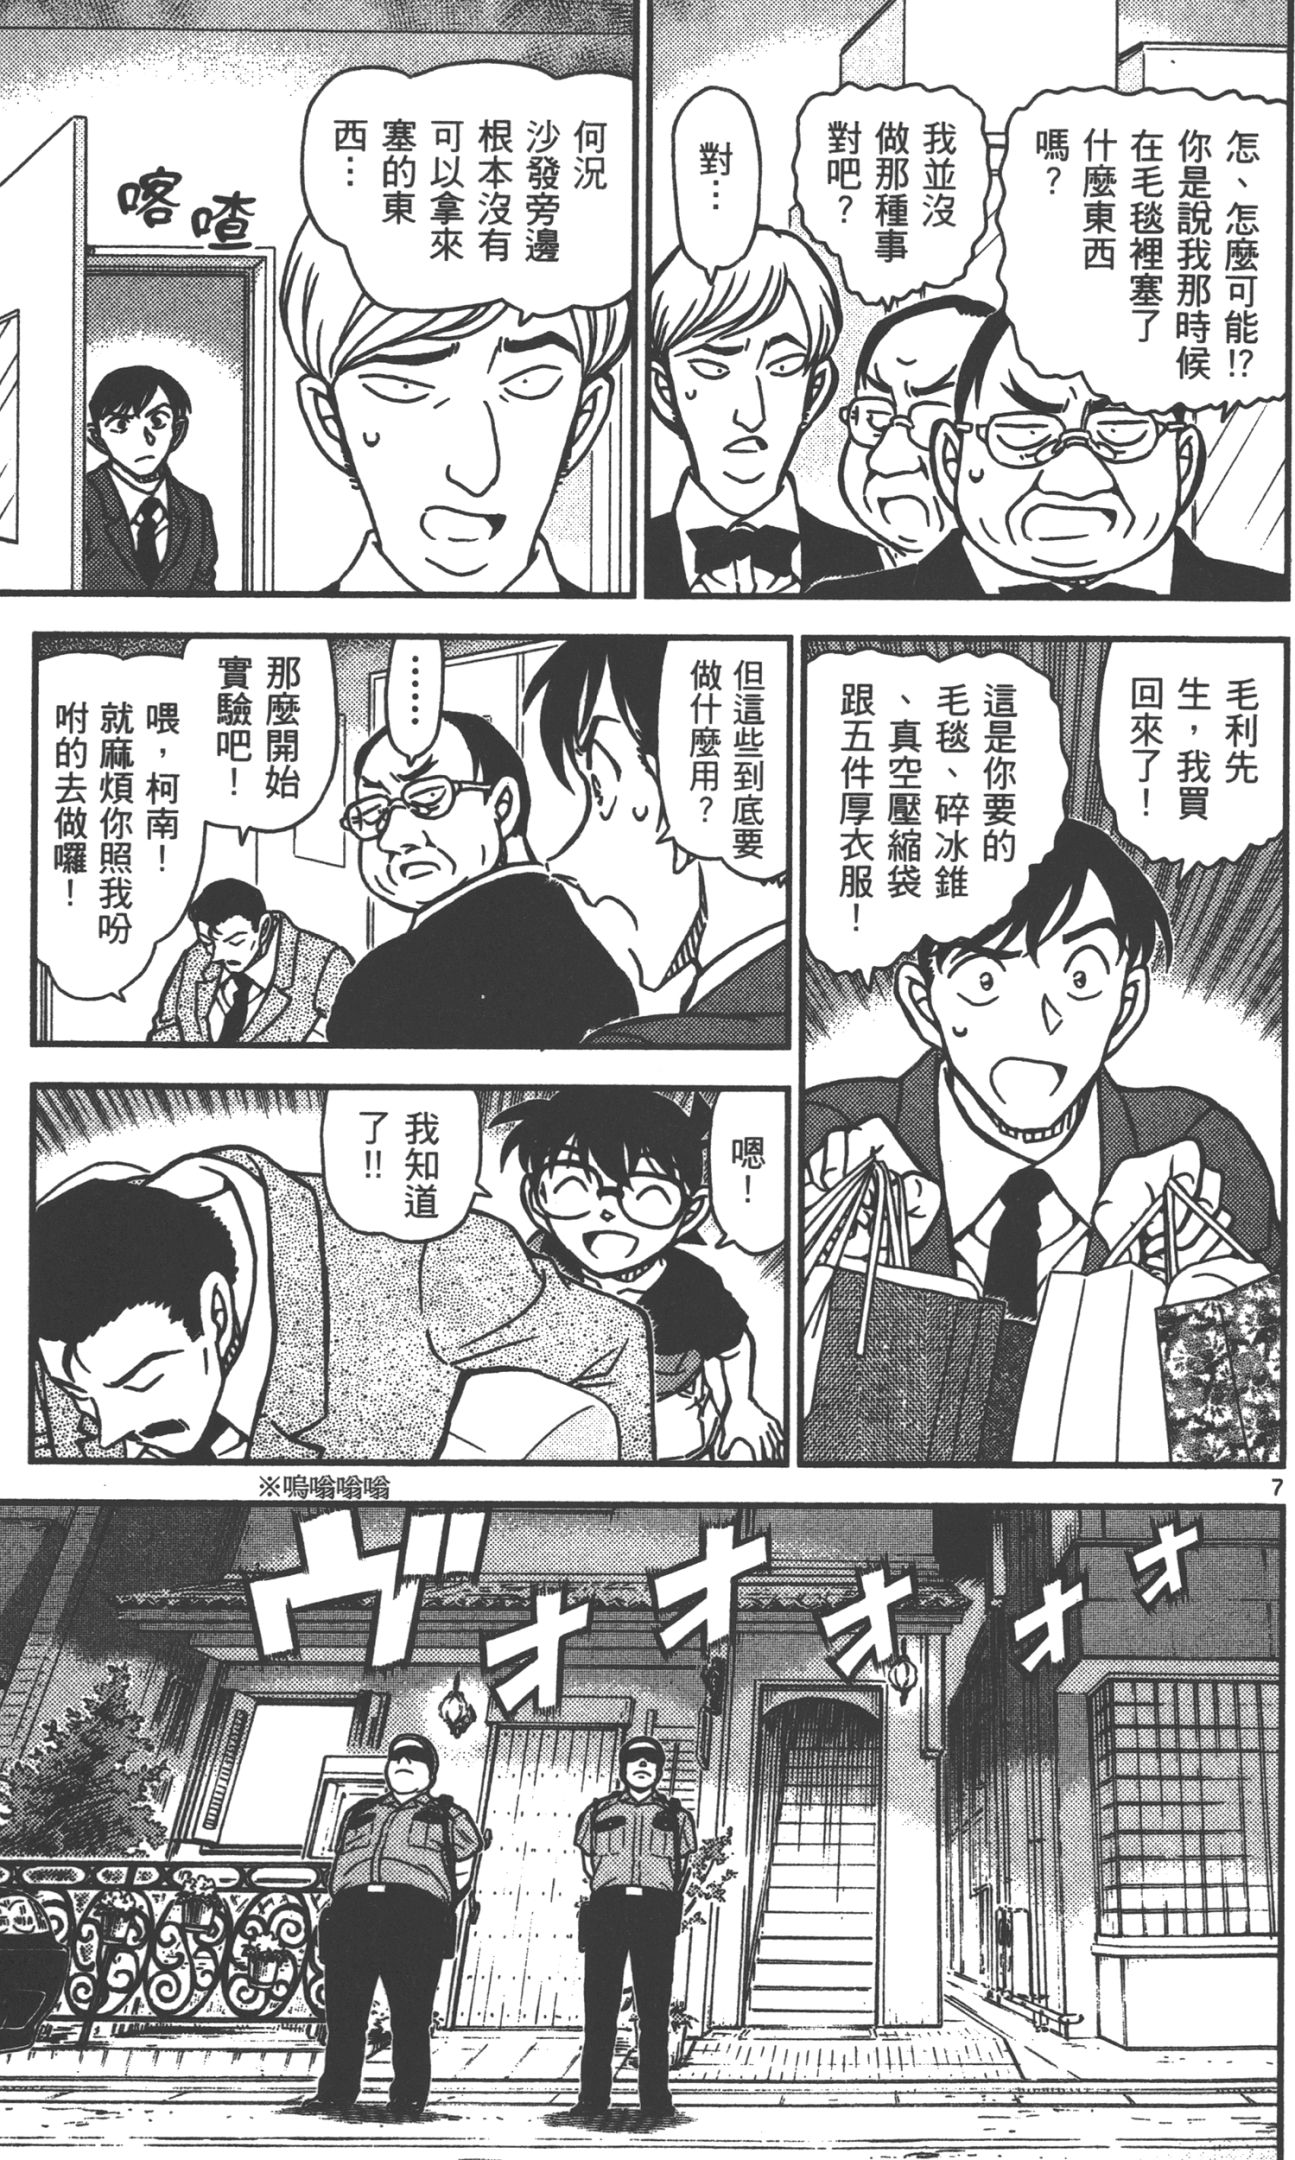 怎、怎麼可能!?
你是說我那時候
在毛毯裡塞了
什麼東西
嗎？
我並沒
做那種事
對吧？
對…
何況
沙發旁邊
根本沒有
可以拿來
塞的東
西…
喀喳
毛利先
生，我買
回來了！
這是你要的
毛毯、碎冰錐
、真空壓縮袋
跟五件厚衣服！
但這些到底要
做什麼用？
……
那麼開始
實驗吧！
喂，柯南！
就麻煩你照我吩
咐的去做囉！
嗯！
我知道
了!!
7
※嗚嗡嗡嗡
ヴオオオオオ